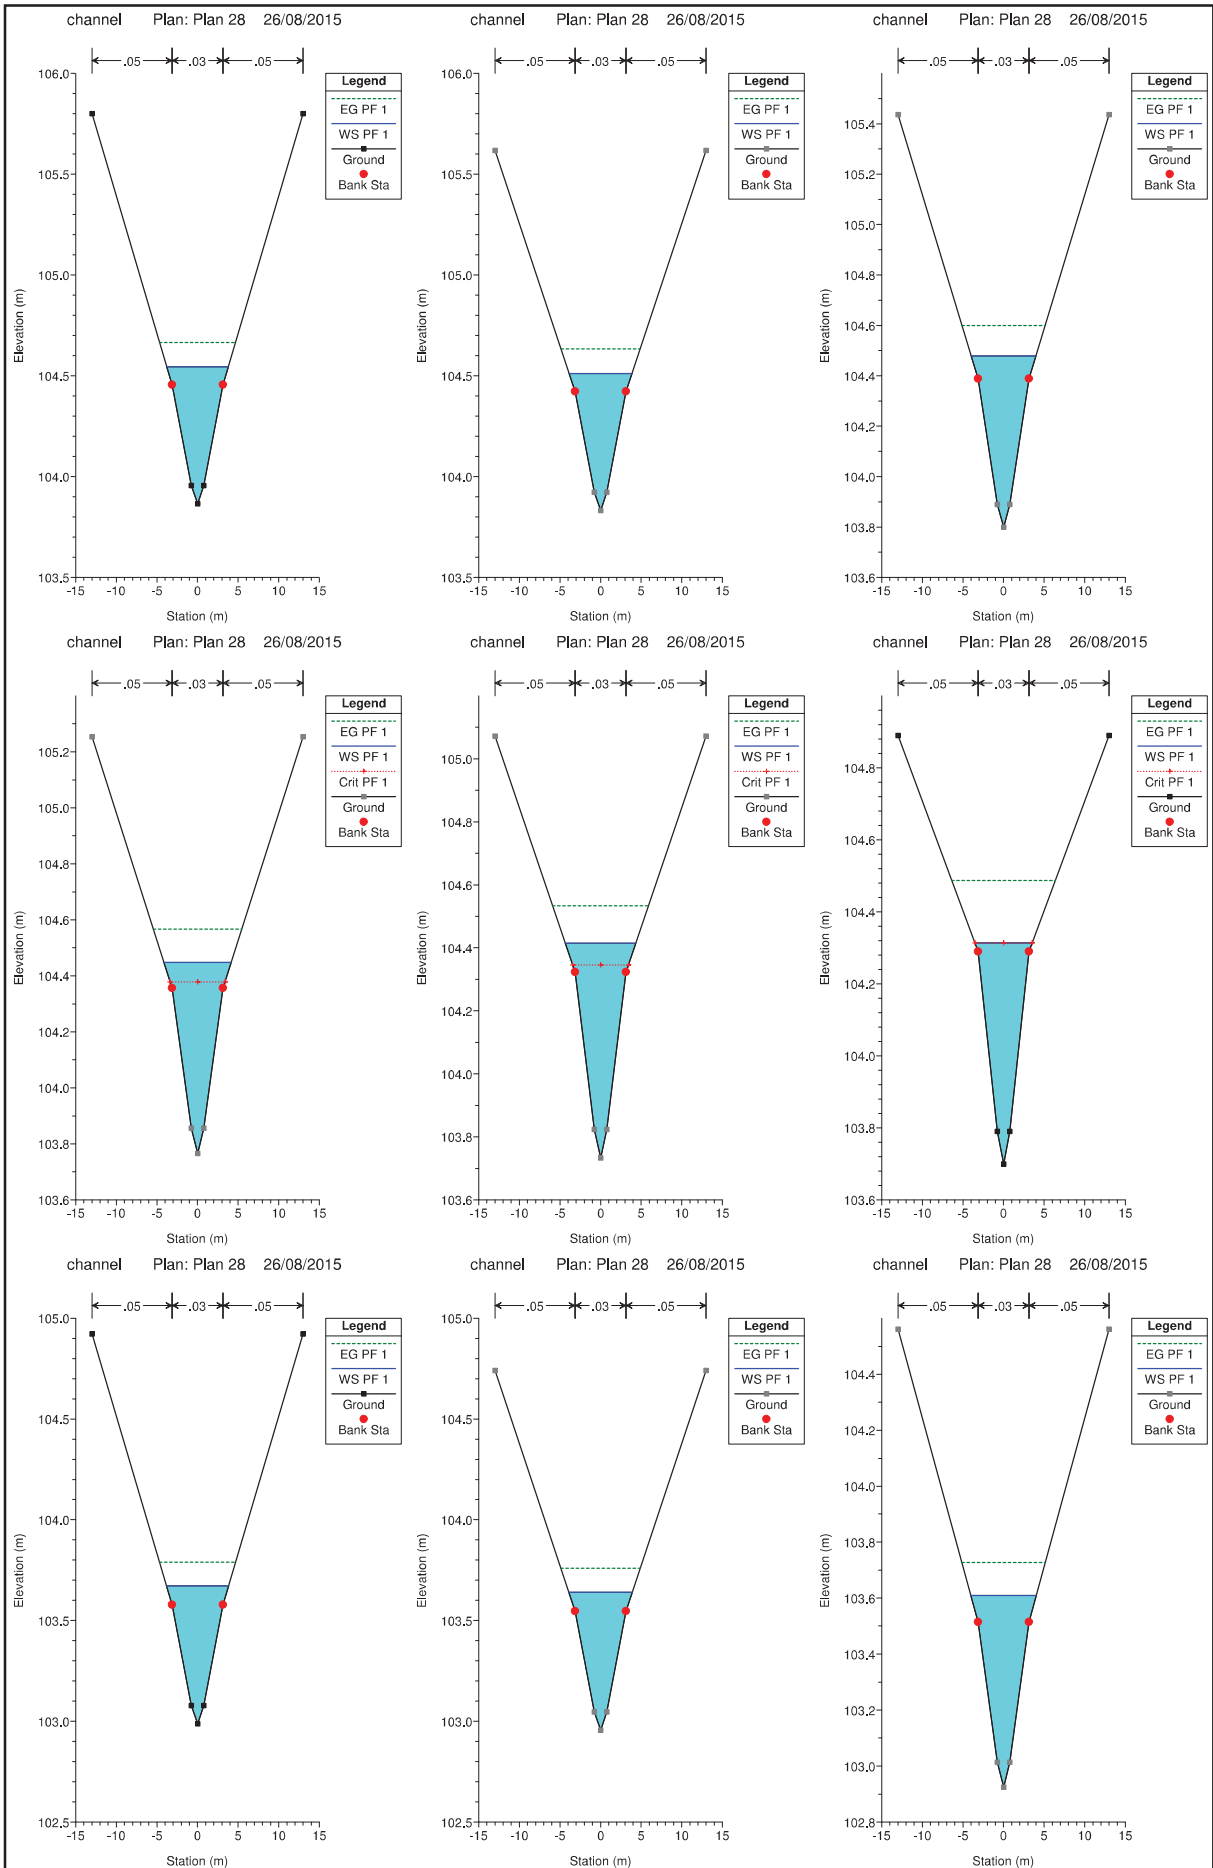 channel Plan: Plan 28 26/08/2015
.05 .03 .05
Legend
EG PF 1
WS PF 1
Ground
Bank Sta
106.0
105.5
105.0
104.5
104.0
103.5
Elevation (m)
-15 -10 -5 0 5 10 15
Station (m)
channel Plan: Plan 28 26/08/2015
.05 .03 .05
Legend
EG PF 1
WS PF 1
Ground
Bank Sta
106.0
105.5
105.0
104.5
104.0
103.5
Elevation (m)
-15 -10 -5 0 5 10 15
Station (m)
channel Plan: Plan 28 26/08/2015
.05 .03 .05
Legend
EG PF 1
WS PF 1
Ground
Bank Sta
105.4
105.2
105.0
104.8
104.6
104.4
104.2
104.0
103.8
103.6
Elevation (m)
-15 -10 -5 0 5 10 15
Station (m)
channel Plan: Plan 28 26/08/2015
.05 .03 .05
Legend
EG PF 1
WS PF 1
Crit PF 1
Ground
Bank Sta
105.2
105.0
104.8
104.6
104.4
104.2
104.0
103.8
103.6
Elevation (m)
-15 -10 -5 0 5 10 15
Station (m)
channel Plan: Plan 28 26/08/2015
.05 .03 .05
Legend
EG PF 1
WS PF 1
Crit PF 1
Ground
Bank Sta
105.0
104.8
104.6
104.4
104.2
104.0
103.8
103.6
Elevation (m)
-15 -10 -5 0 5 10 15
Station (m)
channel Plan: Plan 28 26/08/2015
.05 .03 .05
Legend
EG PF 1
WS PF 1
Crit PF 1
Ground
Bank Sta
104.8
104.6
104.4
104.2
104.0
103.8
103.6
Elevation (m)
-15 -10 -5 0 5 10 15
Station (m)
channel Plan: Plan 28 26/08/2015
.05 .03 .05
Legend
EG PF 1
WS PF 1
Ground
Bank Sta
105.0
104.5
104.0
103.5
103.0
102.5
Elevation (m)
-15 -10 -5 0 5 10 15
Station (m)
channel Plan: Plan 28 26/08/2015
.05 .03 .05
Legend
EG PF 1
WS PF 1
Ground
Bank Sta
105.0
104.5
104.0
103.5
103.0
102.5
Elevation (m)
-15 -10 -5 0 5 10 15
Station (m)
channel Plan: Plan 28 26/08/2015
.05 .03 .05
Legend
EG PF 1
WS PF 1
Ground
Bank Sta
104.4
104.2
104.0
103.8
103.6
103.4
103.2
103.0
102.8
Elevation (m)
-15 -10 -5 0 5 10 15
Station (m)